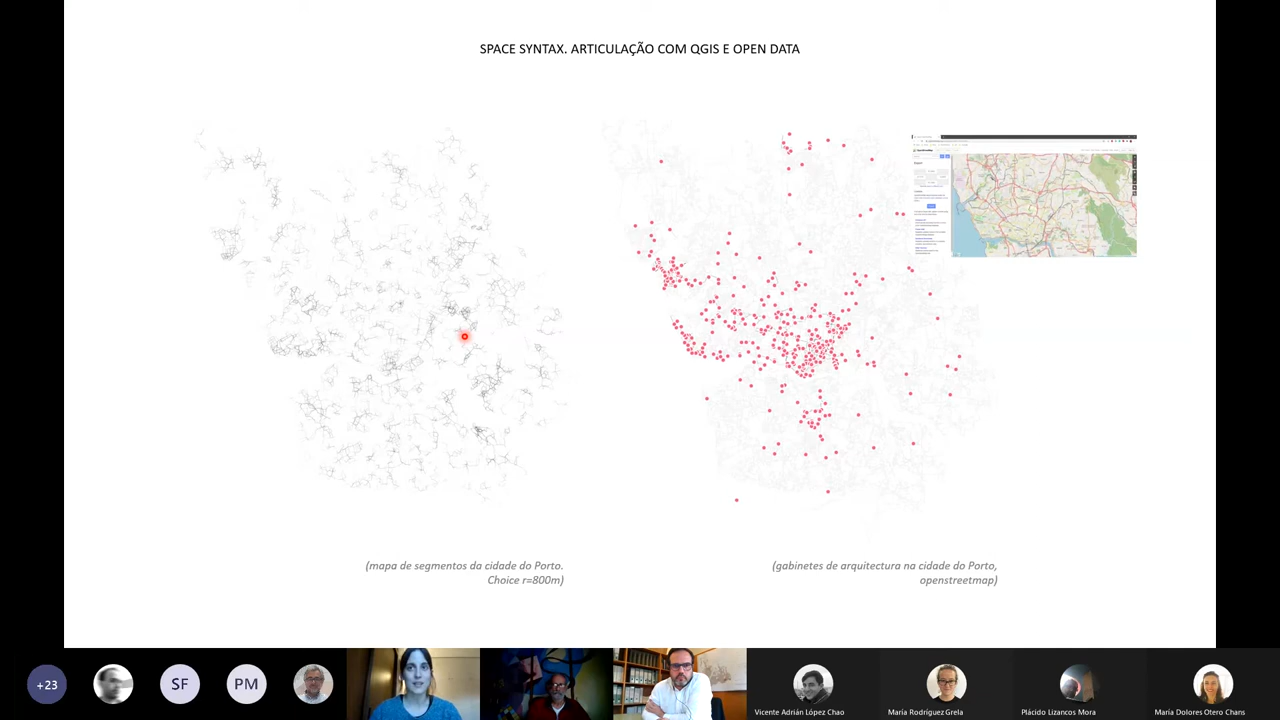 SPACE SYNTAX. ARTICULAÇÃO COM QGIS E OPEN DATA
(mapa de segmentos da cidade do Porto.
Choice r=800m)
(gabinetes de arquitectura na cidade do Porto,
openstreetmap)
+23
SF
PM
Vicente Adrián López Chao
María Rodríguez Grela
Plácido Lizancos Mora
María Dolores Otero Chans